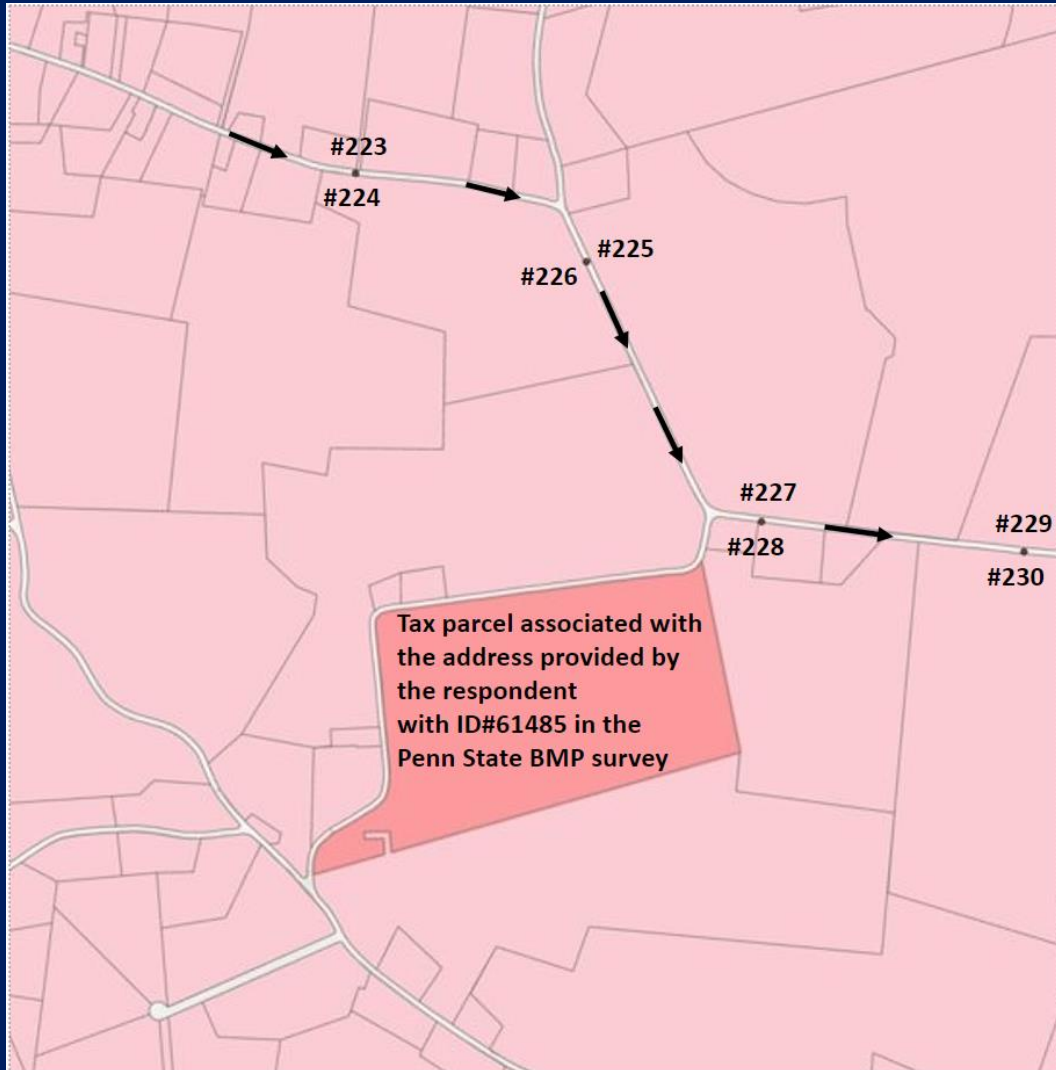 #223
#224
#225
#226
#227
#228
#229
#230
Tax parcel associated with
the address provided by
the respondent
with ID#61485 in the
Penn State BMP survey